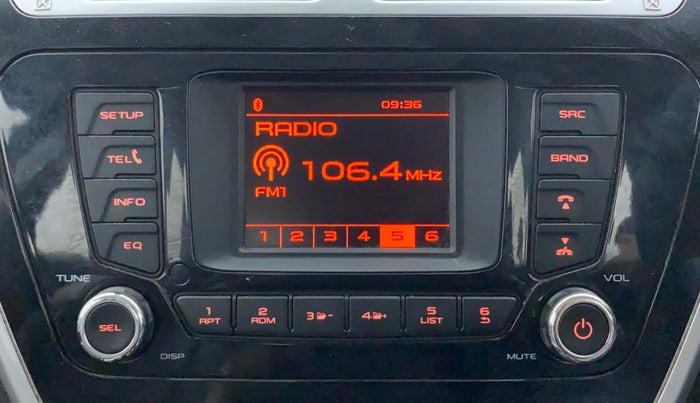 09:36
RADIO
106.4 MHz
FM1
1 2 3 4 5 6
SETUP
TEL
INFO
EQ
SRC
BAND
TUNE
VOL
SEL
DISP
MUTE
1 RPT
2 RDM
3 -
4 +
5 LIST
6